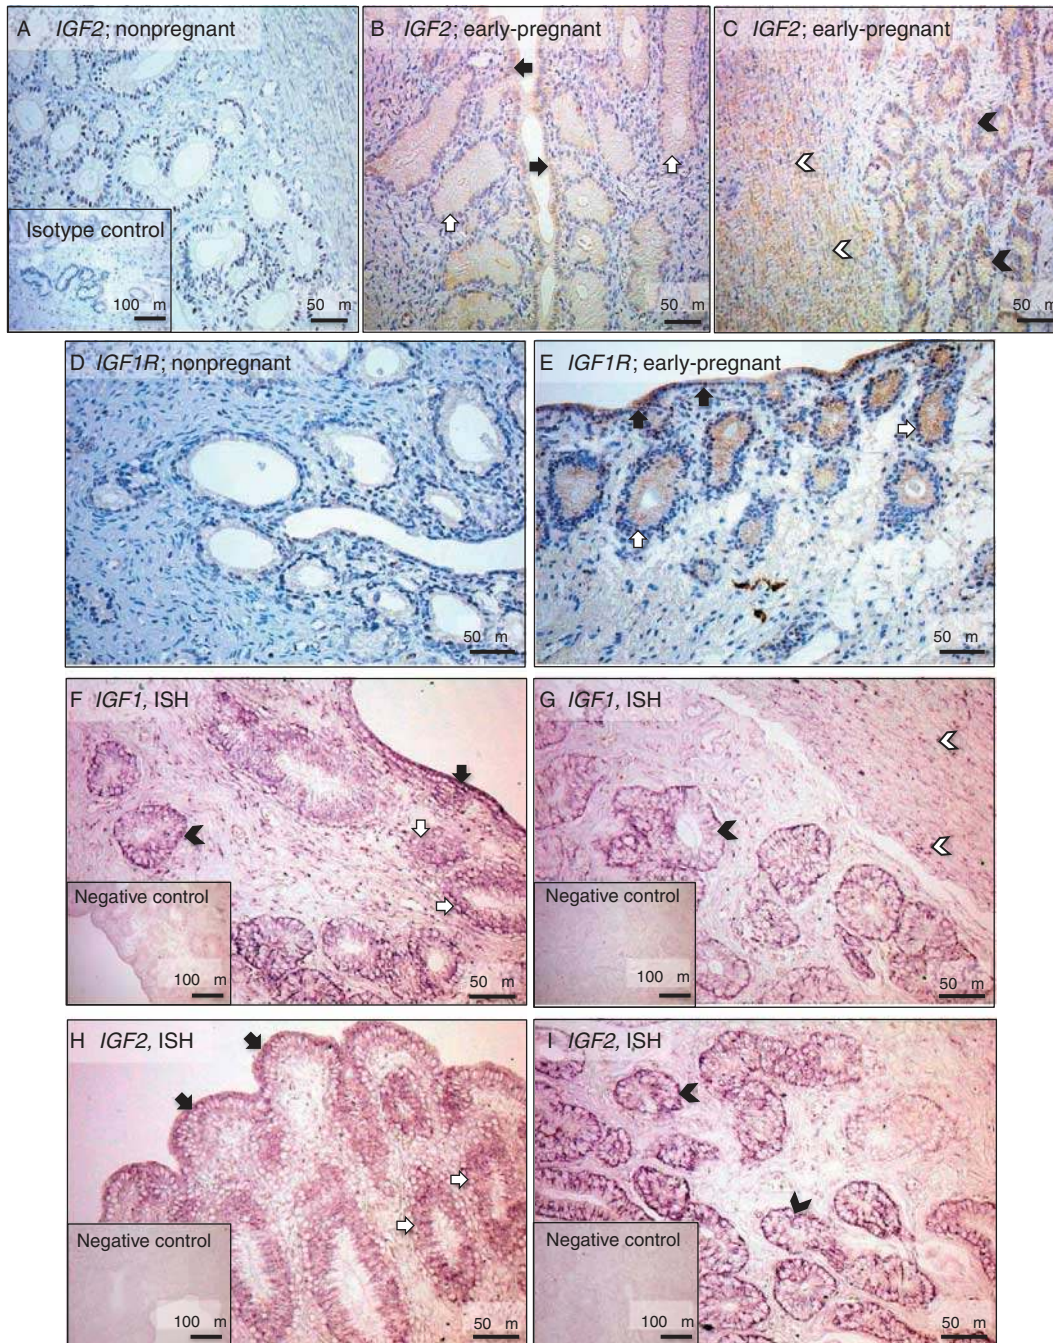 A IGF2; nonpregnant
Isotype control
100 m
50 m
B IGF2; early-pregnant
50 m
C IGF2; early-pregnant
50 m
D IGF1R; nonpregnant
50 m
E IGF1R; early-pregnant
50 m
F IGF1, ISH
Negative control
100 m
50 m
G IGF1, ISH
Negative control
100 m
50 m
H IGF2, ISH
Negative control
100 m
50 m
I IGF2, ISH
Negative control
100 m
50 m